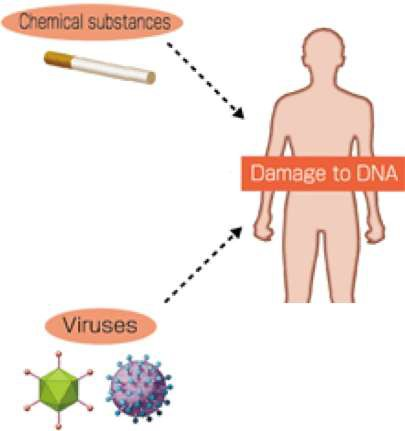 Chemical substances
Damage to DNA
Viruses